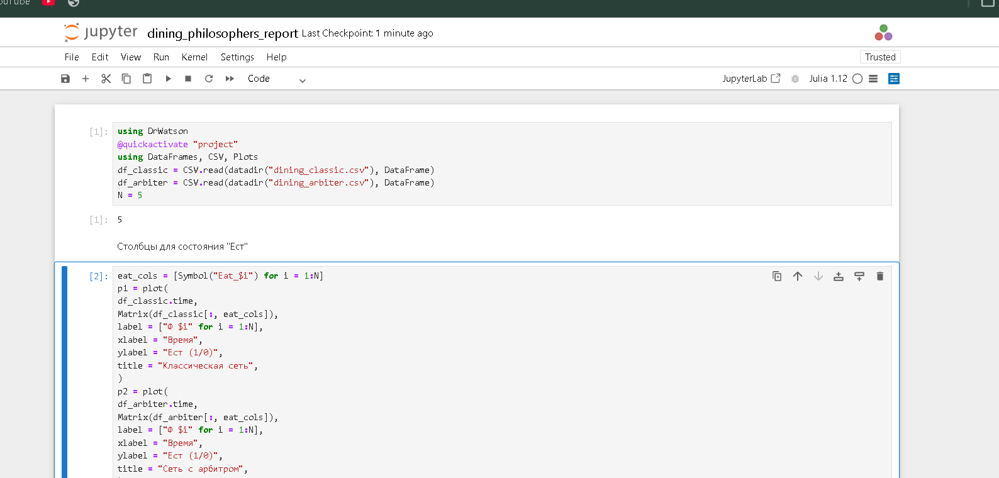 jupyter dining_philosophers_report Last Checkpoint: 1 minute ago
File Edit View Run Kernel Settings Help Trusted
Code JupyterLab Julia 1.12
[1]: using DrWatson
@quickactivate "project"
using DataFrames, CSV, Plots
df_classic = CSV.read(datadir("dining_classic.csv"), DataFrame)
df_arbiter = CSV.read(datadir("dining_arbiter.csv"), DataFrame)
N = 5
[1]: 5
Столбцы для состояния "Ест"
[2]: eat_cols = [Symbol("Eat_$i") for i = 1:N]
p1 = plot(
df_classic.time,
Matrix(df_classic[:, eat_cols]),
label = ["Ф $i" for i = 1:N],
xlabel = "Время",
ylabel = "Ест (1/0)",
title = "Классическая сеть",
)
p2 = plot(
df_arbiter.time,
Matrix(df_arbiter[:, eat_cols]),
label = ["Ф $i" for i = 1:N],
xlabel = "Время",
ylabel = "Ест (1/0)",
title = "Сеть с арбитром",